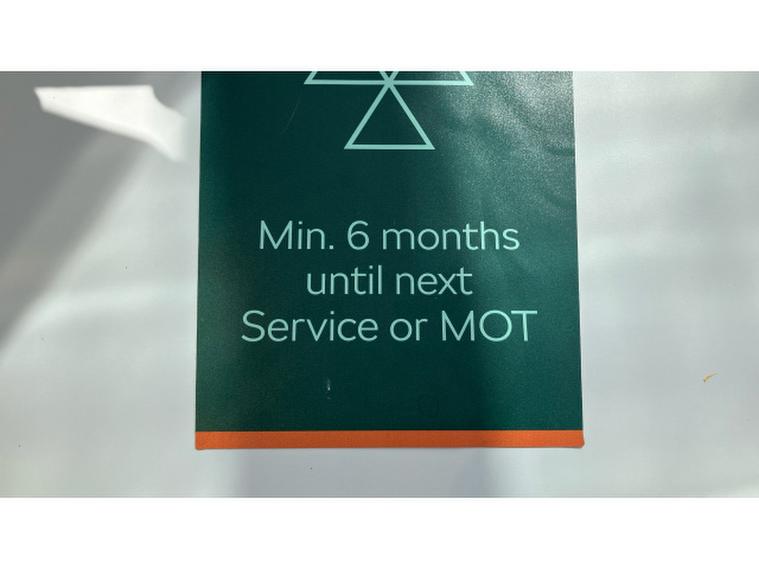 Min. 6 months
until next
Service or MOT